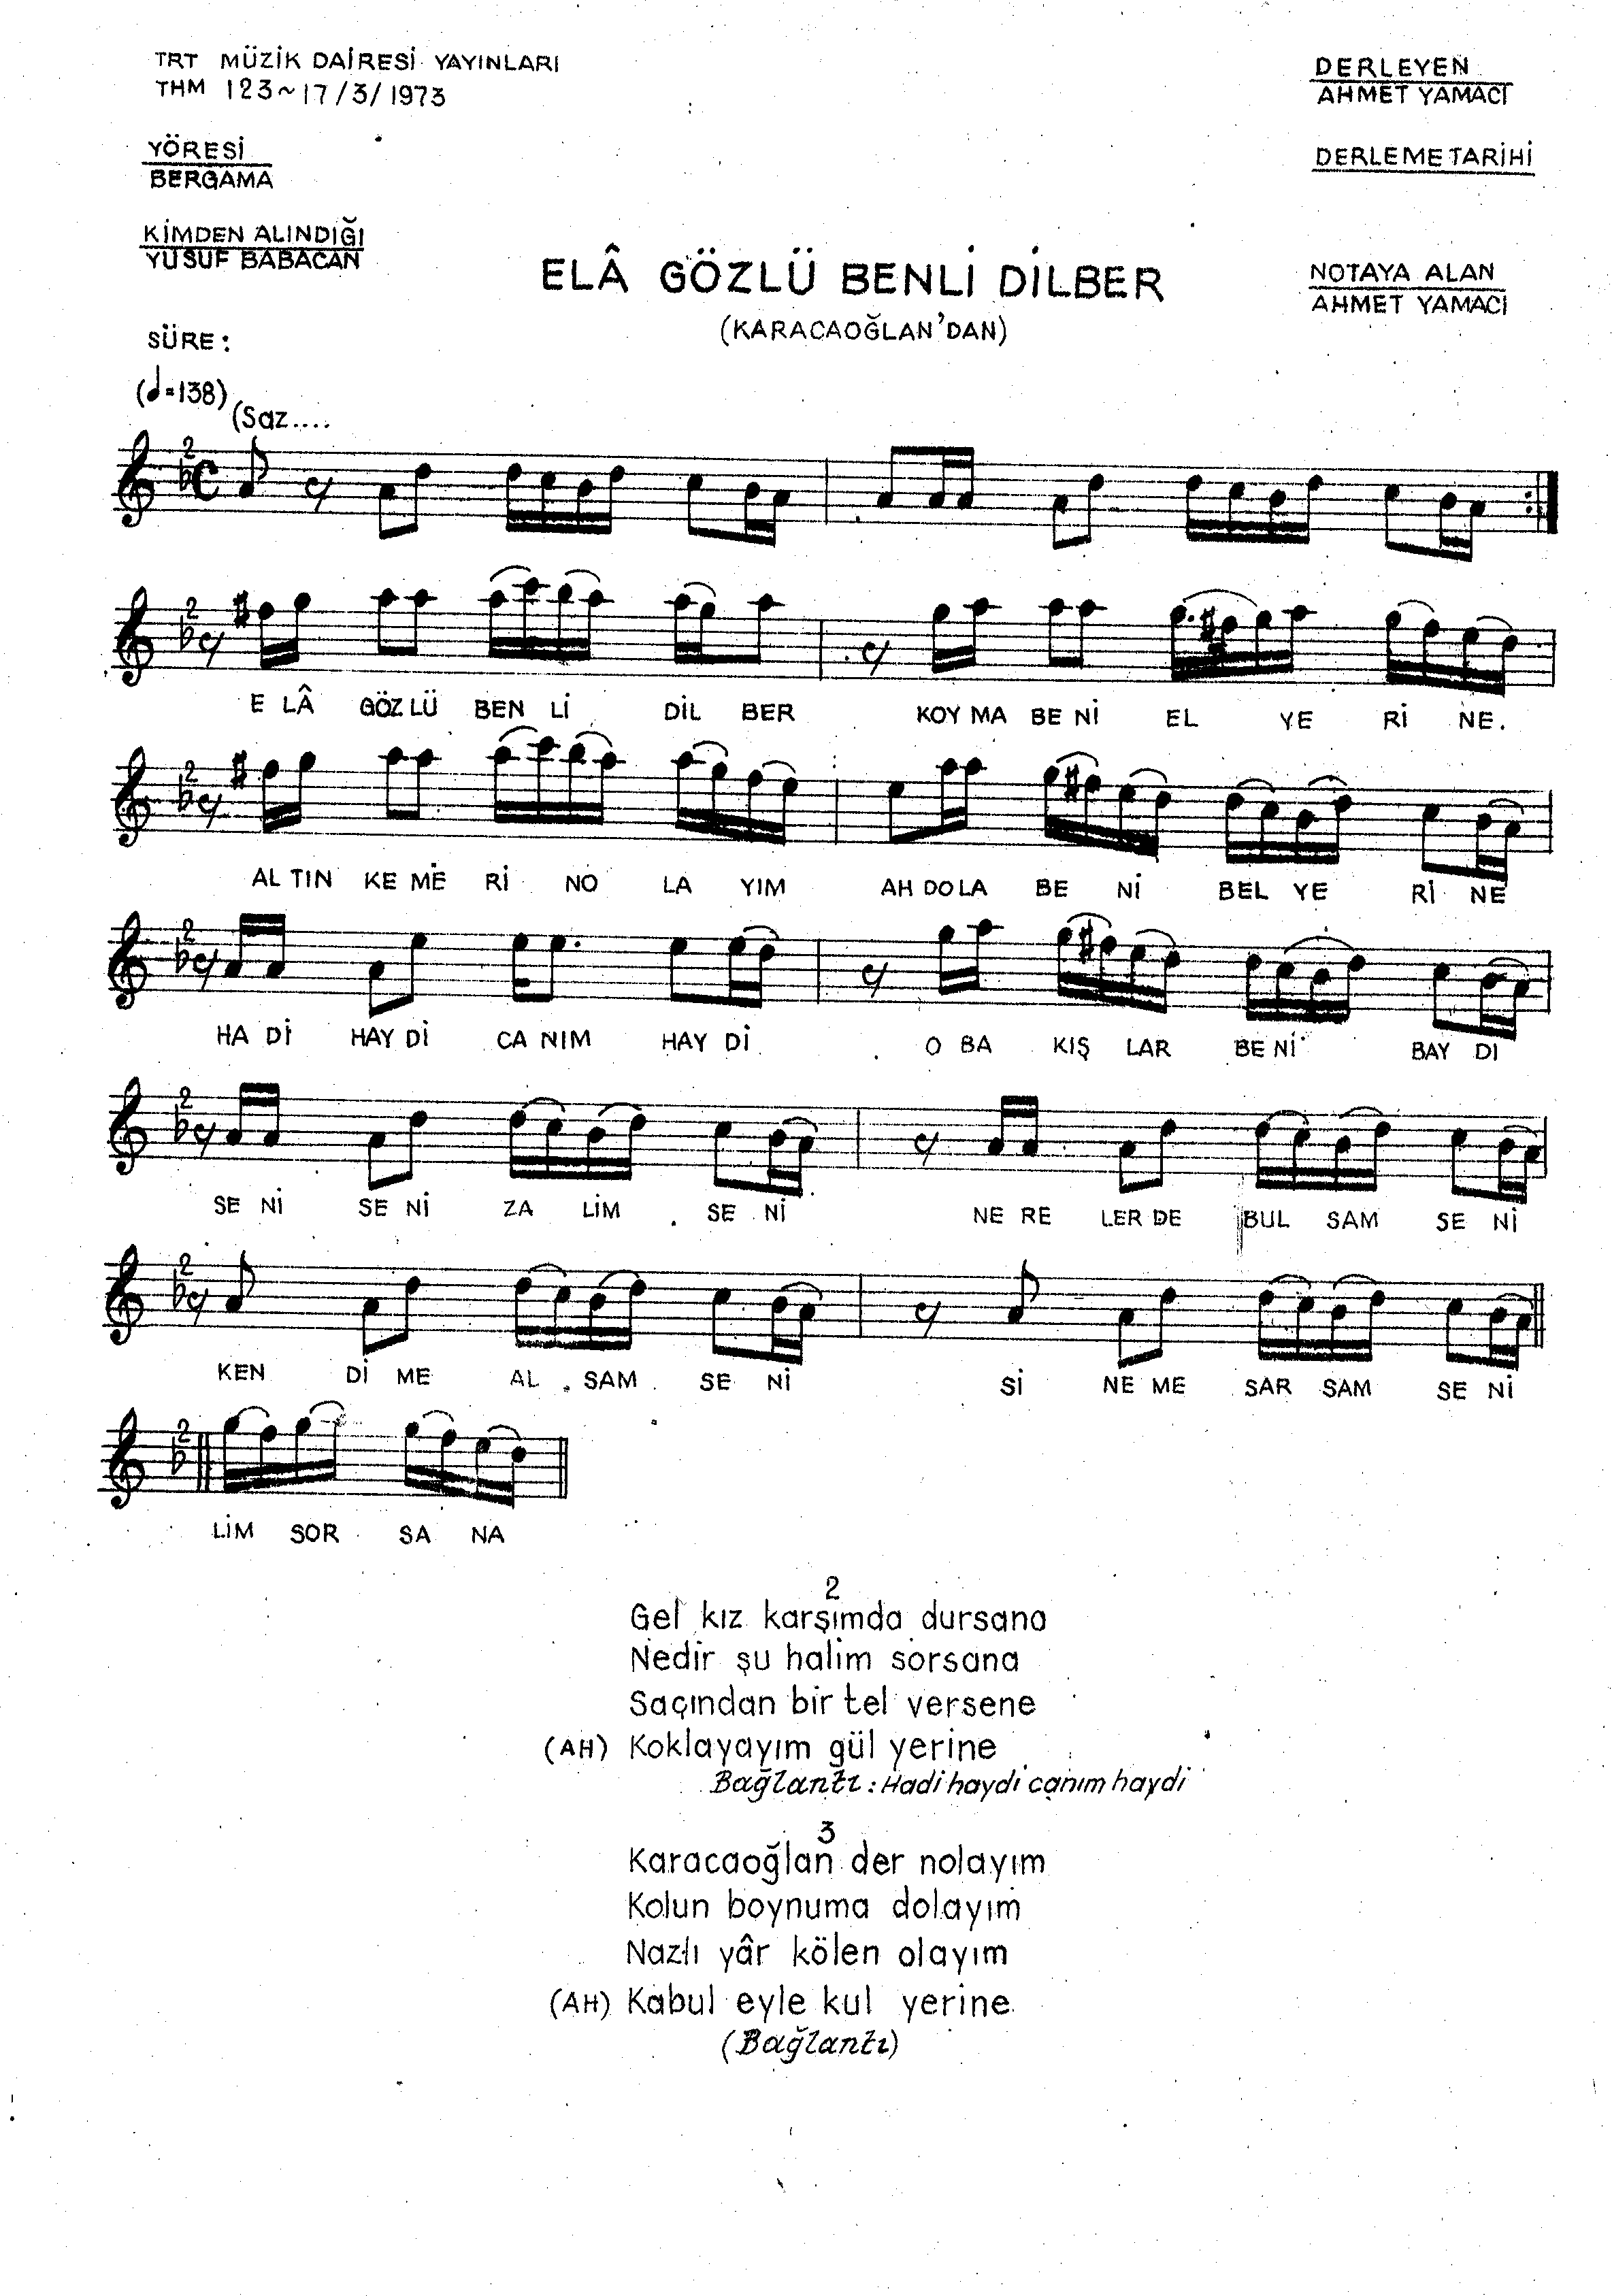 TRT MÜZİK DAİRESİ YAYINLARI
THM 123~17/3/1973
YÖRESİ
BERGAMA
KİMDEN ALINDIĞI
YUSUF BABACAN
SÜRE:
DERLEYEN
AHMET YAMACI
DERLEME TARİHİ
NOTAYA ALAN
AHMET YAMACI
ELÂ GÖZLÜ BENLİ DİLBER
(KARACAOĞLAN'DAN)
(♩=138)
(Saz....
E LÂ GÖZ LÜ BEN Lİ DİL BER KOY MA BE Nİ EL YE Rİ NE.
AL TIN KE ME Rİ NO LA YIM AH DO LA BE Nİ BEL YE Rİ NE
HA Dİ HAY Dİ CA NIM HAY Dİ O BA KIŞ LAR BE Nİ BAY DI
SE Nİ SE Nİ ZA LİM SE Nİ NE RE LER DE BUL SAM SE Nİ
KEN Dİ ME AL SAM SE Nİ Sİ NE ME SAR SAM SE Nİ
LİM SOR SA NA
2
Gel kız karşımda dursana
Nedir şu halim sorsana
Saçından bir tel versene
(AH) Koklayayım gül yerine
Bağlantı: Hadi haydi canım haydi
3
Karacaoğlan der nolayım
Kolun boynuma dolayım
Nazlı yâr kölen olayım
(AH) Kabul eyle kul yerine
(Bağlantı)